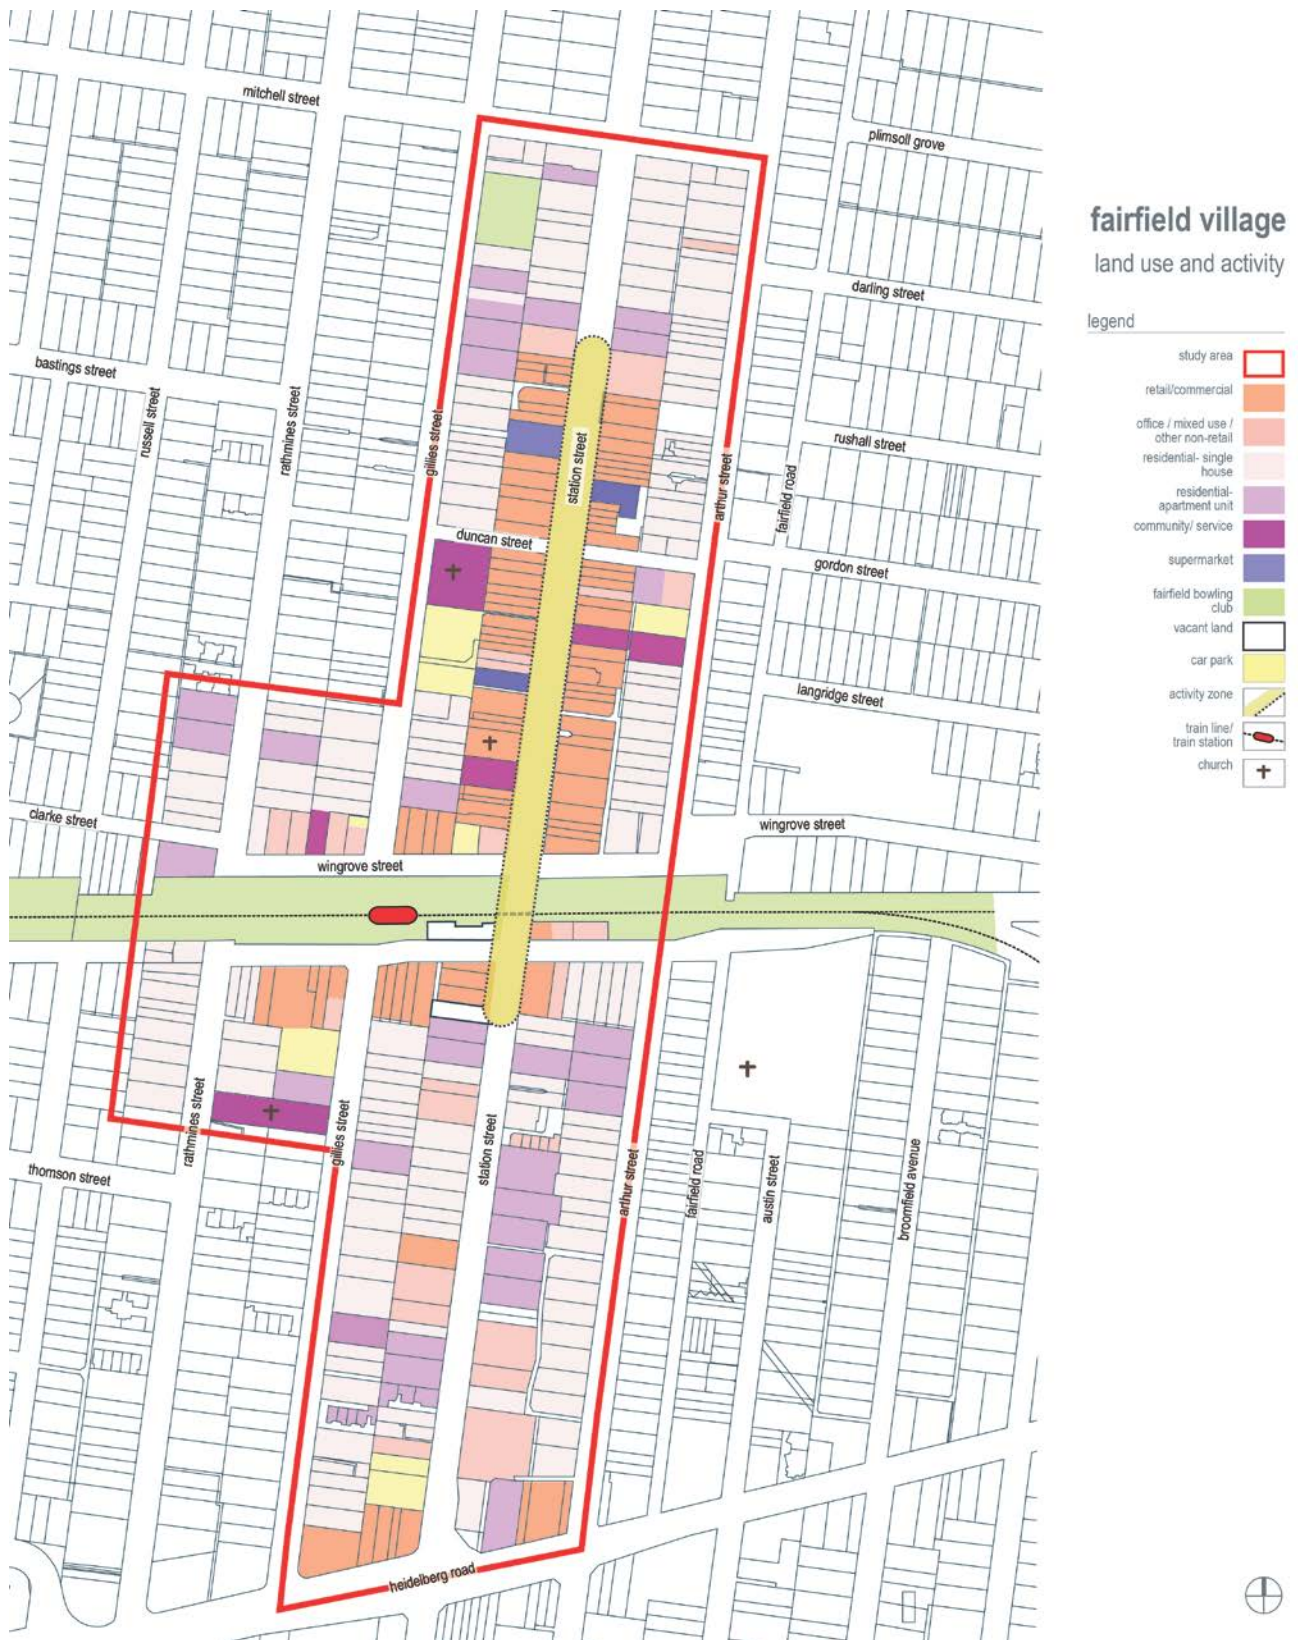 mitchell street
plimsoll grove
fairfield village
land use and activity
darling street
legend
study area
bastings street
retail/commercial
russell street
rathmines street
gillies street
office / mixed use /
other non-retail
station street
rushall street
residential- single
house
arthur street
fairfield road
residential-
apartment unit
duncan street
community/ service
gordon street
supermarket
fairfield bowling
club
vacant land
car park
langridge street
activity zone
train line/
train station
church
clarke street
wingrove street
wingrove street
rathmines street
gillies street
station street
thomson street
arthur street
fairfield road
austin street
broomfield avenue
heidelberg road